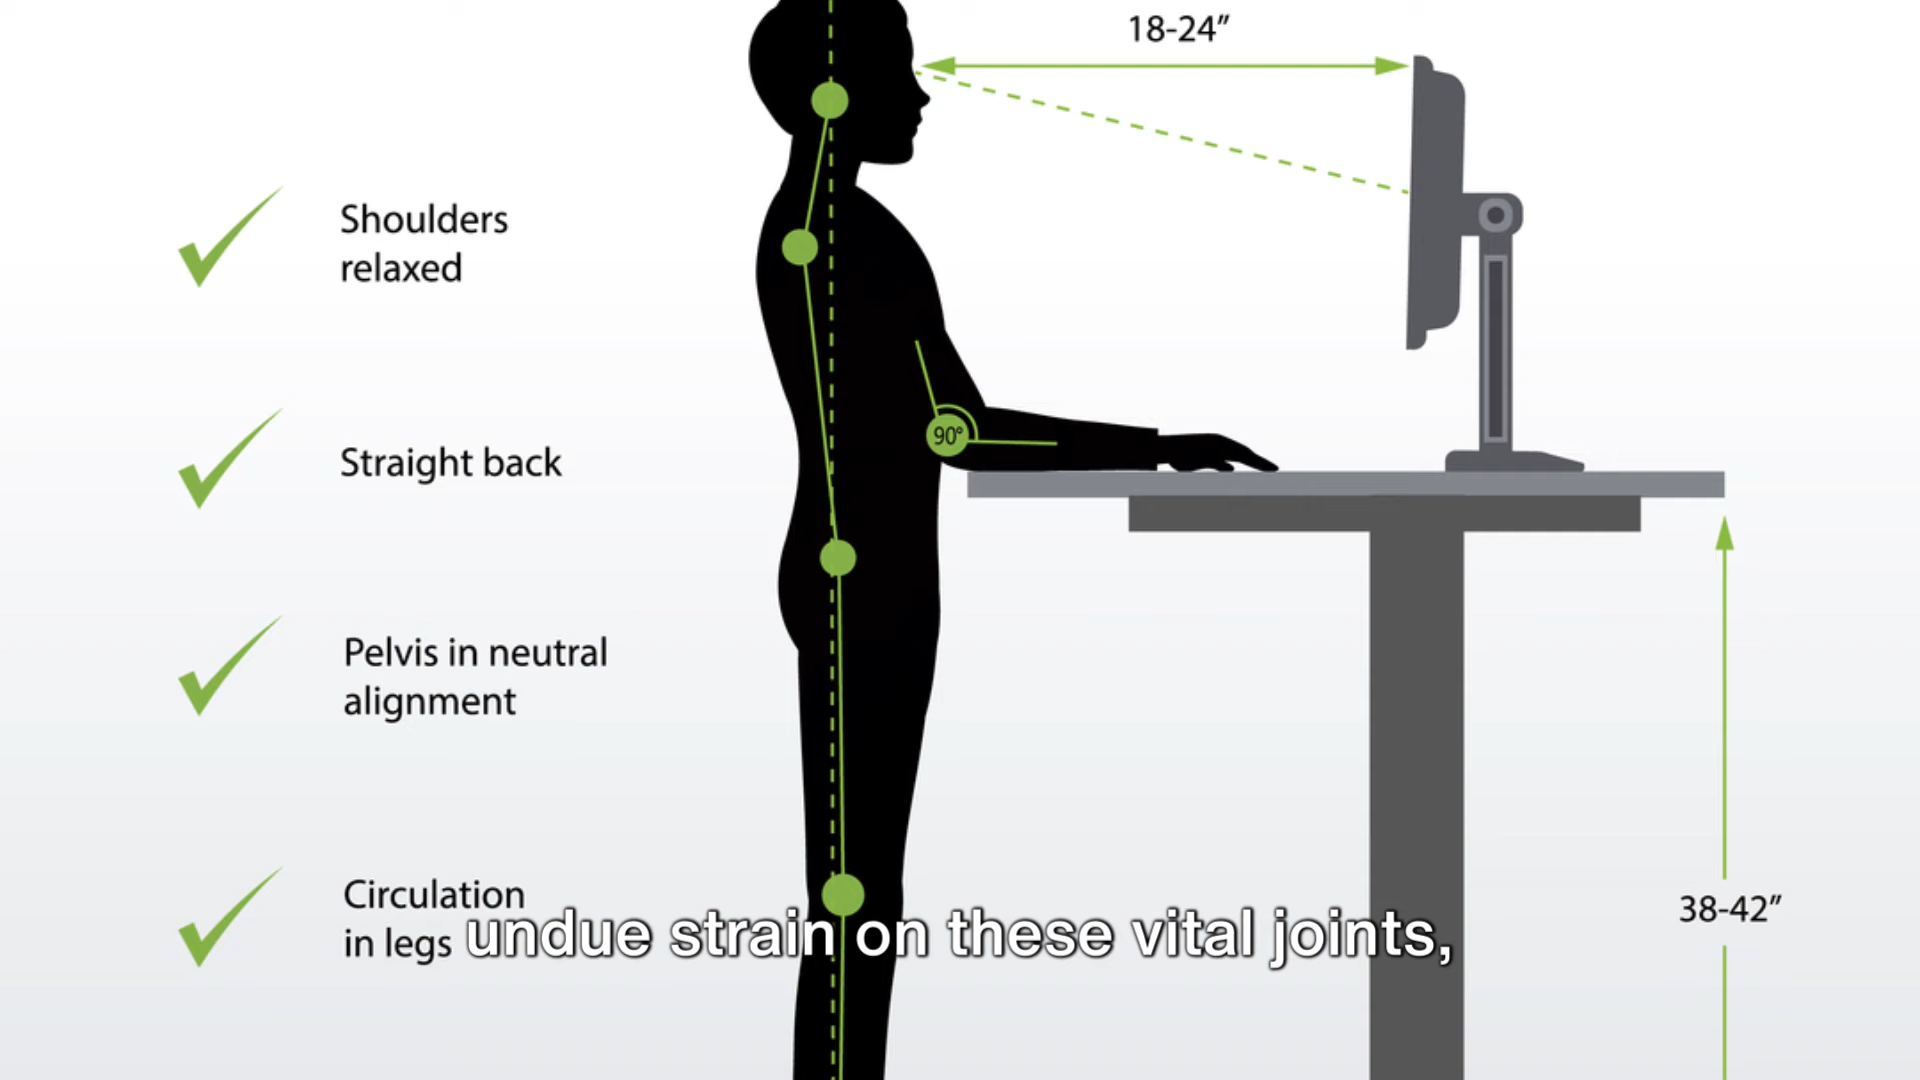 18-24”
Shoulders
relaxed
90°
Straight back
Pelvis in neutral
alignment
Circulation
in legs
38-42”
undue strain on these vital joints,